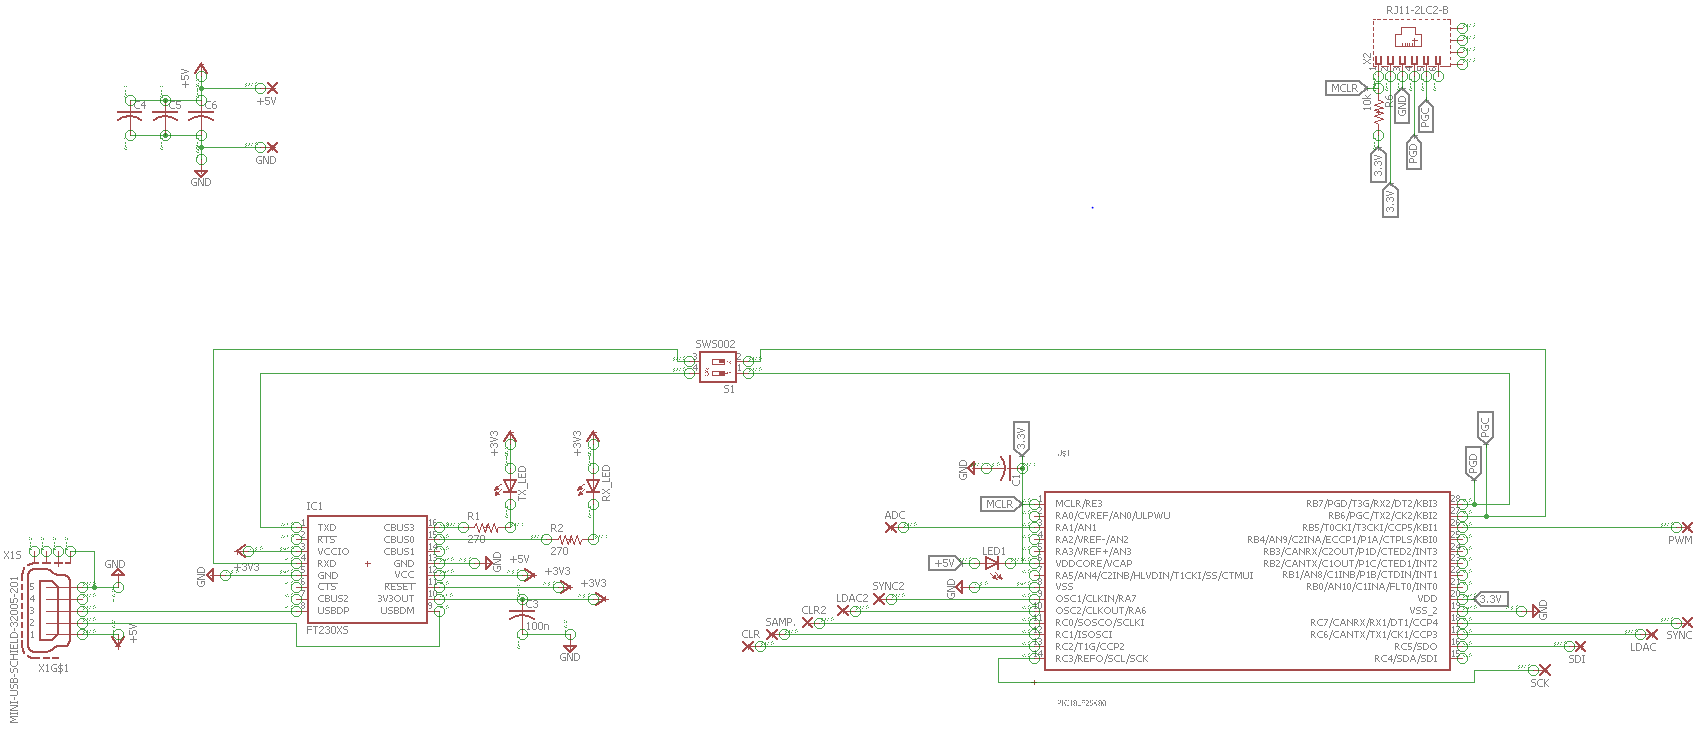 RJ11-2LC2-B
X2
MCLR
10k
R6
GND
PGC
PGD
3.3V
3.3V
+5V
+5V
C4
C5
C6
GND
GND
SWS002
3
2
4
1
S1
+3V3
+3V3
TX_LED
RX_LED
IC1
R1
270
R2
270
TXD
RTS
VCCIO
RXD
GND
CTS
CBUS2
USBDP
CBUS3
CBUS0
CBUS1
GND
VCC
RESET
3V3OUT
USBDM
FT230XS
GND
+3V3
GND
+5V
+3V3
+3V3
C3
100n
GND
X1S
GND
5
4
3
2
1
+5V
X1G$1
MINI-USB-SCHIELD-32005-201
3.3V
GND
C1
MCLR
ADC
+5V
LED1
GND
SYNC2
LDAC2
CLR2
SAMP.
CLR
PGC
PGD
MCLR/RE3
RA0/CVREF/AN0/ULPWU
RA1/AN1
RA2/VREF-/AN2
RA3/VREF+/AN3
VDDCORE/VCAP
RA5/AN4/C2INB/HLVDIN/T1CKI/SS/CTMUI
VSS
OSC1/CLKIN/RA7
OSC2/CLKOUT/RA6
RC0/SOSCO/SCLKI
RC1/ISOSCI
RC2/T1G/CCP2
RC3/REFO/SCL/SCK
RB7/PGD/T3G/RX2/DT2/KBI3
RB6/PGC/TX2/CK2/KBI2
RB5/T0CKI/T3CKI/CCP5/KBI1
RB4/AN9/C2INA/ECCP1/P1A/CTPLS/KBI0
RB3/CANRX/C2OUT/P1D/CTED2/INT3
RB2/CANTX/C1OUT/P1C/CTED1/INT2
RB1/AN8/C1INB/P1B/CTDIN/INT1
RB0/AN10/C1INA/FLT0/INT0
VDD
VSS_2
RC7/CANRX/RX1/DT1/CCP4
RC6/CANTX/TX1/CK1/CCP3
RC5/SDO
RC4/SDA/SDI
3.3V
GND
PWM
SYNC
LDAC
SDI
SCK